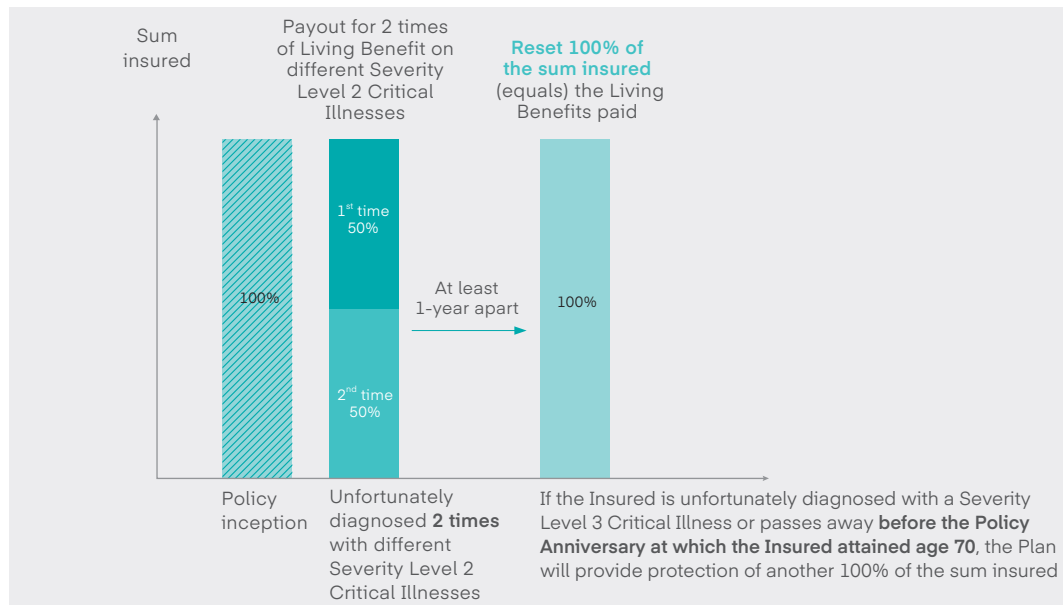 Sum
insured
Payout for 2 times
of Living Benefit on
different Severity
Level 2 Critical
Illnesses
Reset 100% of
the sum insured
(equals) the Living
Benefits paid
100%
1st time
50%
2nd time
50%
At least
1-year apart
100%
Policy
inception
Unfortunately
diagnosed 2 times
with different
Severity Level 2
Critical Illnesses
If the Insured is unfortunately diagnosed with a Severity
Level 3 Critical Illness or passes away before the Policy
Anniversary at which the Insured attained age 70, the Plan
will provide protection of another 100% of the sum insured